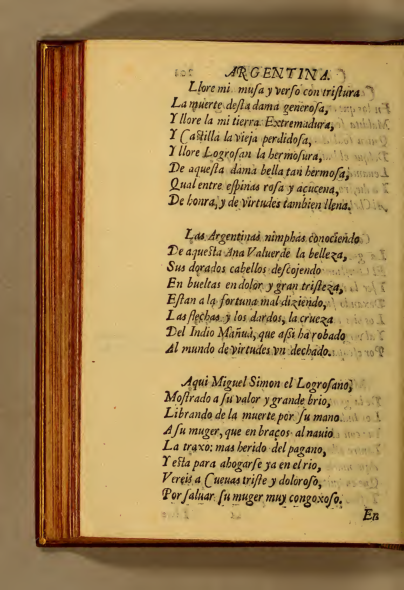 ARGENTINA.
Llore mi musa y verso con tristura
La muerte desta dama generosa,
Y llore la mi tierra Extremadura,
Y Castilla la vieja perdidosa,
Y llore Logrosan la hermosura,
De aquesta dama bella tan hermosa,
Qual entre espinas rosa y açucena,
De honra, y de virtudes tambien llena.
Las Argentinas nimphas conociendo
De aquesta Ana Valuerde la belleza,
Sus dorados cabellos descojendo
En bueltas en dolor y gran tristeza,
Estan a la fortuna mal diziendo,
Las flechas y los dardos, la crueza
Del Indio Mañuà, que assi ha robado
Al mundo de virtudes vn dechado.
Aqui Miguel Simon el Logrosano,
Mostrado a su valor y grande brio,
Librando de la muerte por su mano
A su muger, que en braços al nauio
La traxo: mas herido del pagano,
Y està para ahogarse ya en el rio,
Vereis a Cueuas triste y doloroso,
Por saluar su muger muy congoxoso.
En